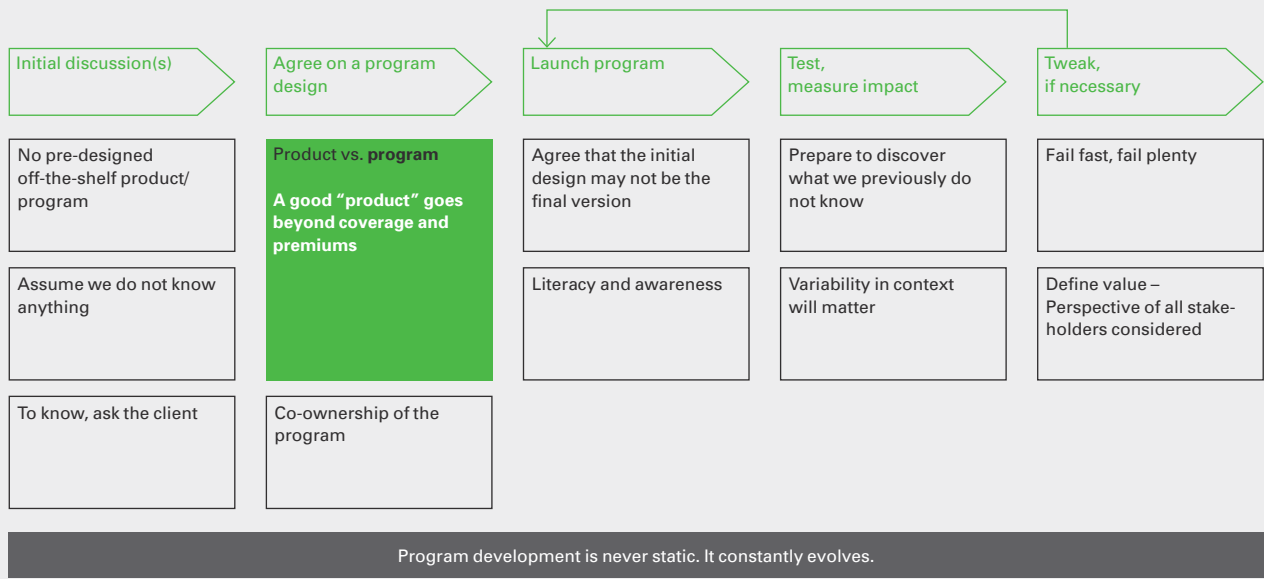 Initial discussion(s)
Agree on a program
design
Launch program
Test,
measure impact
Tweak,
if necessary
No pre-designed
off-the-shelf product/
program
Assume we do not know
anything
To know, ask the client
Product vs. program
A good “product” goes
beyond coverage and
premiums
Co-ownership of the
program
Agree that the initial
design may not be the
final version
Literacy and awareness
Prepare to discover
what we previously do
not know
Variability in context
will matter
Fail fast, fail plenty
Define value –
Perspective of all stake-
holders considered
Program development is never static. It constantly evolves.